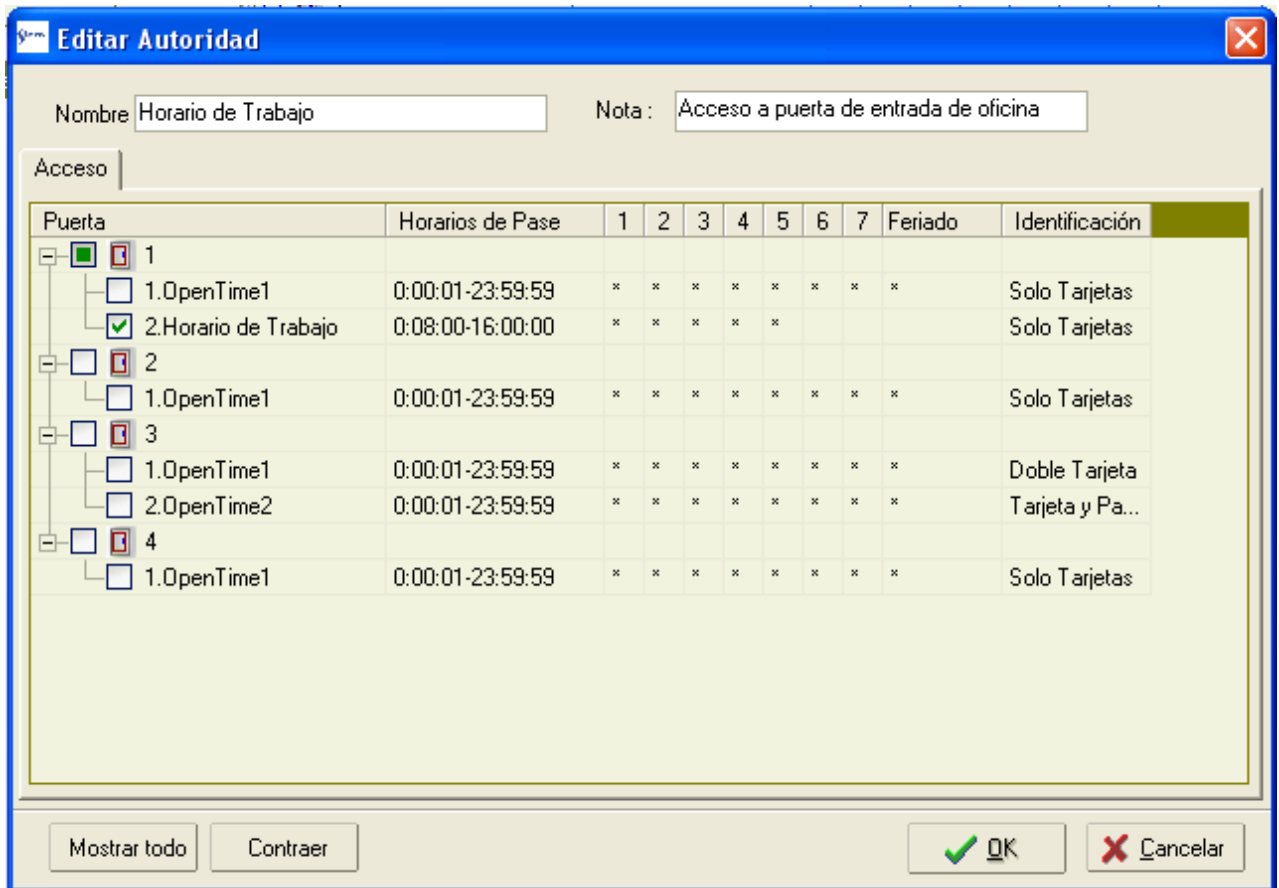 Editar Autoridad
Nombre Horario de Trabajo Nota : Acceso a puerta de entrada de oficina
Acceso
Puerta Horarios de Pase 1 2 3 4 5 6 7 Feriado Identificación
1
1.OpenTime1 0:00:01-23:59:59 * * * * * * * * Solo Tarjetas
2.Horario de Trabajo 0:08:00-16:00:00 * * * * * Solo Tarjetas
2
1.OpenTime1 0:00:01-23:59:59 * * * * * * * * Solo Tarjetas
3
1.OpenTime1 0:00:01-23:59:59 * * * * * * * * Doble Tarjeta
2.OpenTime2 0:00:01-23:59:59 * * * * * * * * Tarjeta y Pa...
4
1.OpenTime1 0:00:01-23:59:59 * * * * * * * * Solo Tarjetas
Mostrar todo Contraer OK Cancelar